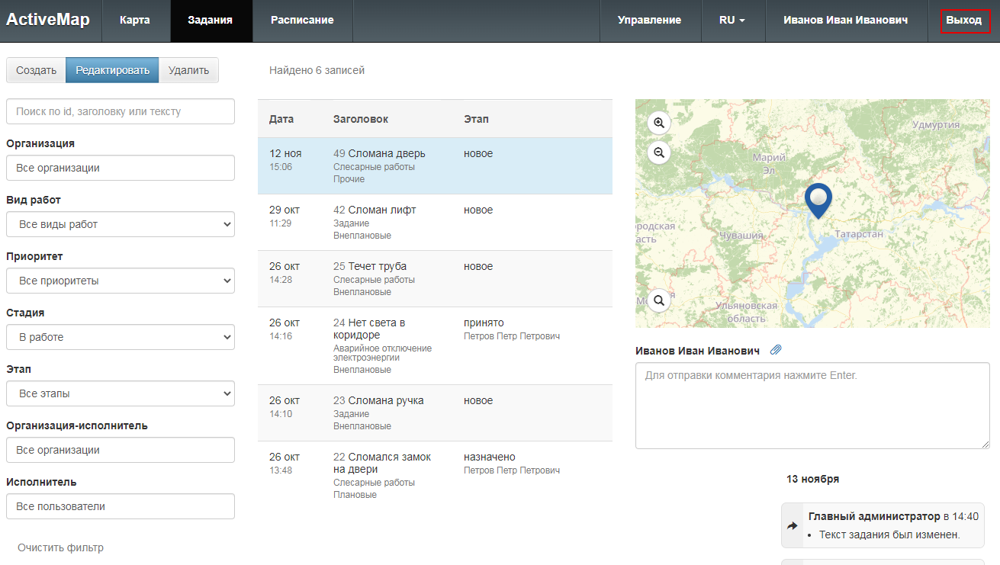 ActiveMap
Карта
Задания
Расписание
Управление
RU
Иванов Иван Иванович
Выход
Создать
Редактировать
Удалить
Найдено 6 записей
Поиск по id, заголовку или тексту
Организация
Все организации
Вид работ
Все виды работ
Приоритет
Все приоритеты
Стадия
В работе
Этап
Все этапы
Организация-исполнитель
Все организации
Исполнитель
Все пользователи
Очистить фильтр
Дата Заголовок Этап
12 ноя 49 Сломана дверь новое
15:06 Слесарные работы
Прочие
29 окт 42 Сломан лифт новое
11:29 Задание
Внеплановые
26 окт 25 Течет труба новое
14:28 Слесарные работы
Внеплановые
26 окт 24 Нет света в принято
14:16 коридоре Петров Петр Петрович
Аварийное отключение
электроэнергии
Внеплановые
26 окт 23 Сломана ручка новое
14:10 Задание
Внеплановые
26 окт 22 Сломался замок назначено
13:48 на двери Петров Петр Петрович
Слесарные работы
Плановые
Удмуртия
Марий
Эл
Чувашия
Татарстан
Ульяновская
область
Иванов Иван Иванович
Для отправки комментария нажмите Enter.
13 ноября
Главный администратор в 14:40
• Текст задания был изменен.